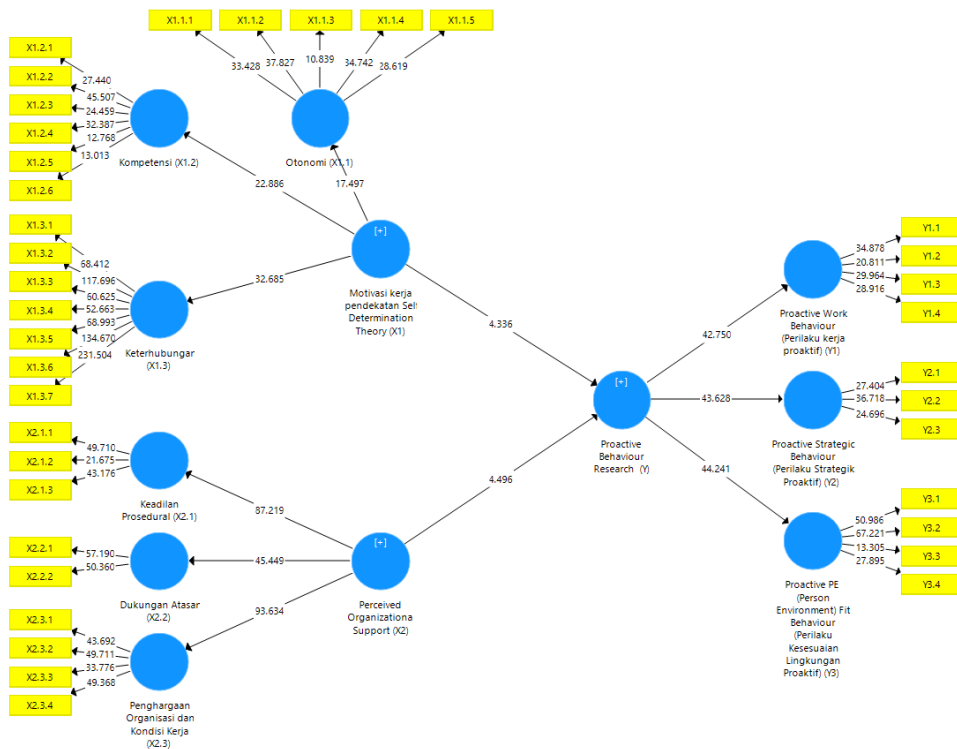 X1.1.1
X1.1.2
X1.1.3
X1.1.4
X1.1.5
33.428
37.827
10.839
34.742
28.619
Otonomi (X1.1)
17.497
X1.2.1
X1.2.2
X1.2.3
X1.2.4
X1.2.5
X1.2.6
27.440
45.507
24.459
32.387
12.768
13.013
Kompetensi (X1.2)
22.886
X1.3.1
X1.3.2
X1.3.3
X1.3.4
X1.3.5
X1.3.6
X1.3.7
68.412
117.696
60.625
52.663
68.993
134.670
231.504
Keterhubungar
(X1.3)
32.685
[+]
Motivasi kerja
pendekatan Sel
Determination
Theory (X1)
4.336
X2.1.1
X2.1.2
X2.1.3
49.710
21.675
43.176
Keadilan
Prosedural (X2.1)
87.219
X2.2.1
X2.2.2
57.190
50.360
Dukungan Atasar
(X2.2)
45.449
X2.3.1
X2.3.2
X2.3.3
X2.3.4
43.692
49.711
33.776
49.368
Penghargaan
Organisasi dan
Kondisi Kerja
(X2.3)
93.634
[+]
Perceived
Organizationa
Support (X2)
4.496
[+]
Proactive
Behaviour
Research (Y)
42.750
43.628
44.241
Y1.1
Y1.2
Y1.3
Y1.4
34.878
20.811
29.964
28.916
Proactive Work
Behaviour
(Perilaku kerja
proaktif) (Y1)
Y2.1
Y2.2
Y2.3
27.404
36.718
24.696
Proactive Strategic
Behaviour
(Perilaku Strategik
Proaktif) (Y2)
Y3.1
Y3.2
Y3.3
Y3.4
50.986
67.221
13.305
27.895
Proactive PE
(Person
Environment) Fit
Behaviour
(Perilaku
Kesesuaian
Lingkungan
Proaktif) (Y3)